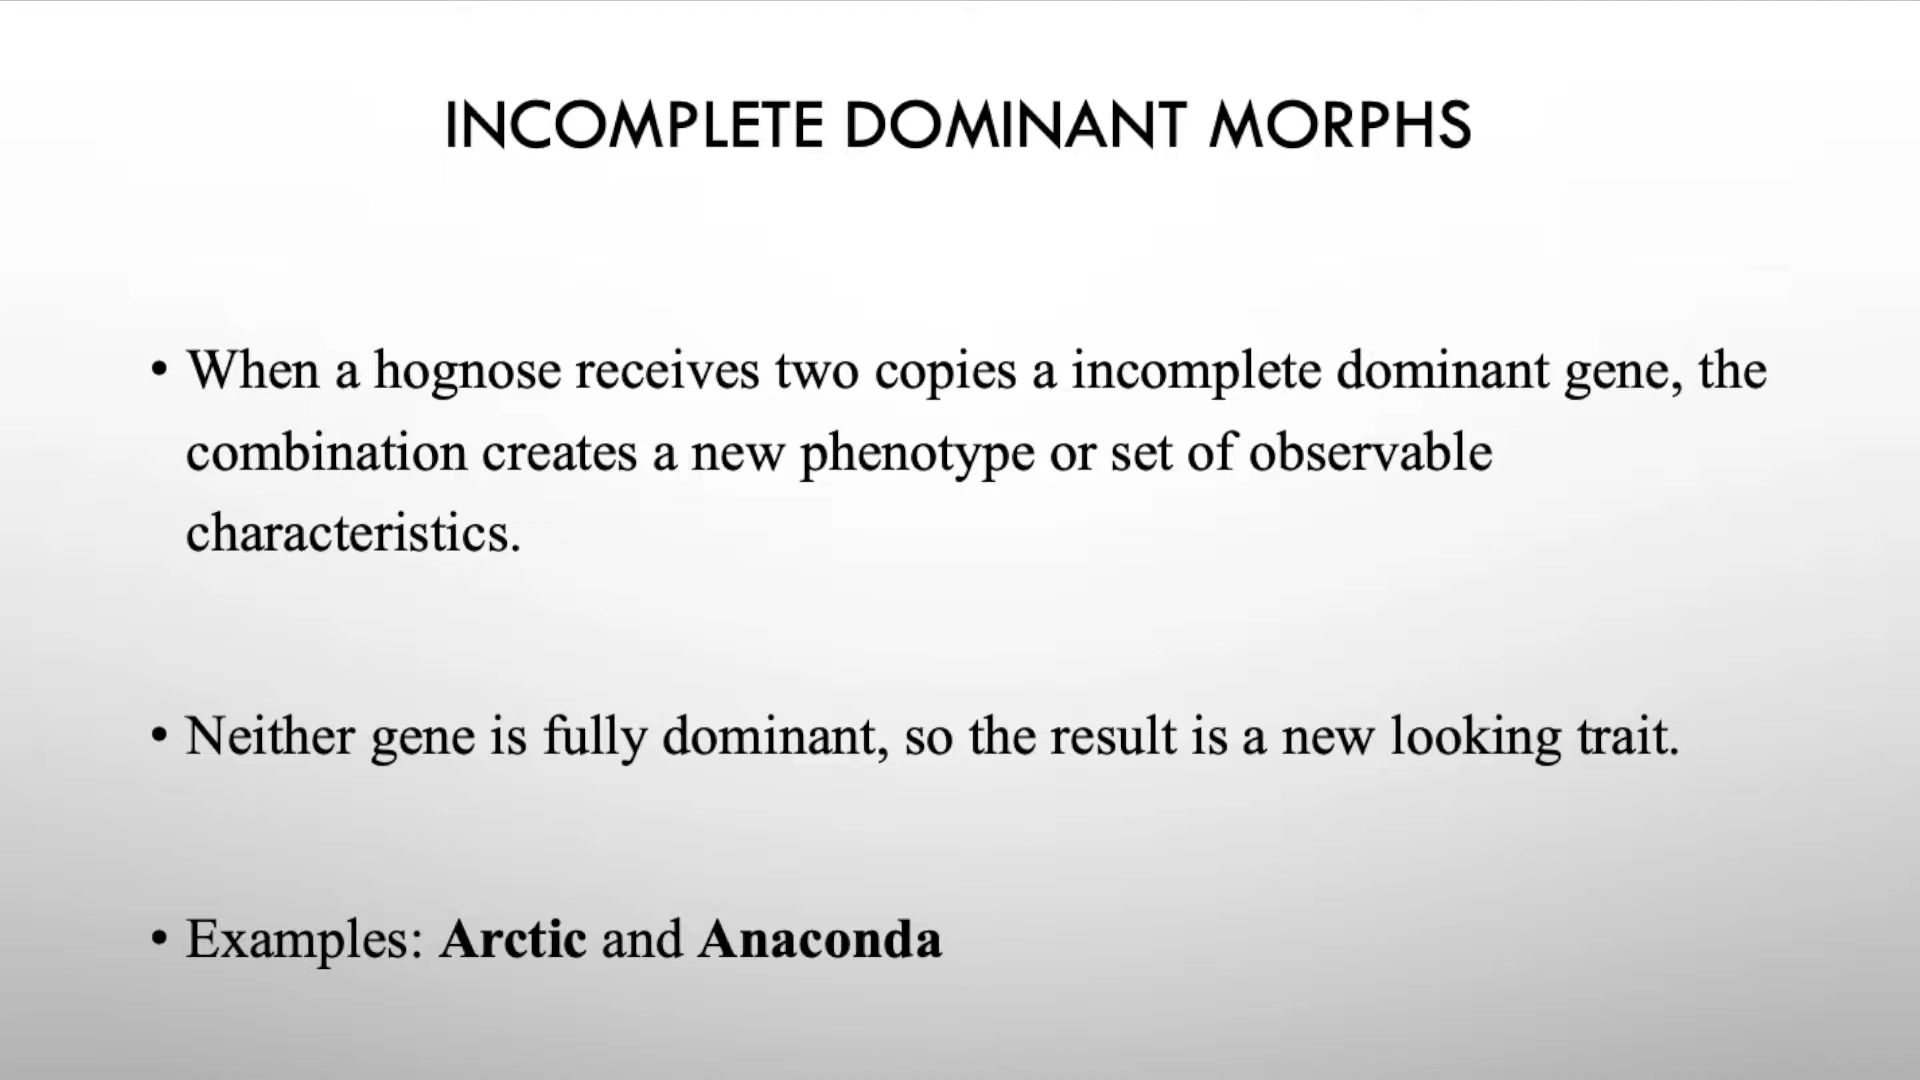 INCOMPLETE DOMINANT MORPHS
• When a hognose receives two copies a incomplete dominant gene, the
combination creates a new phenotype or set of observable
characteristics.
• Neither gene is fully dominant, so the result is a new looking trait.
• Examples: Arctic and Anaconda